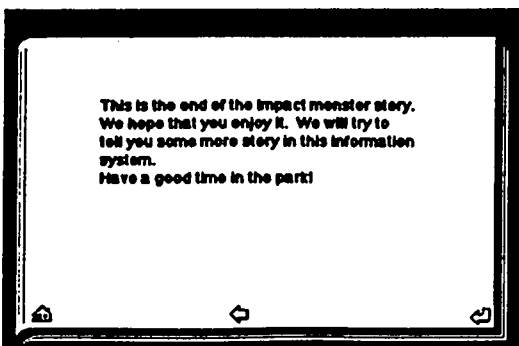 This is the end of the impact monster story.
We hope that you enjoy it. We will try to
tell you some more story in this information
system.
Have a good time in the park!